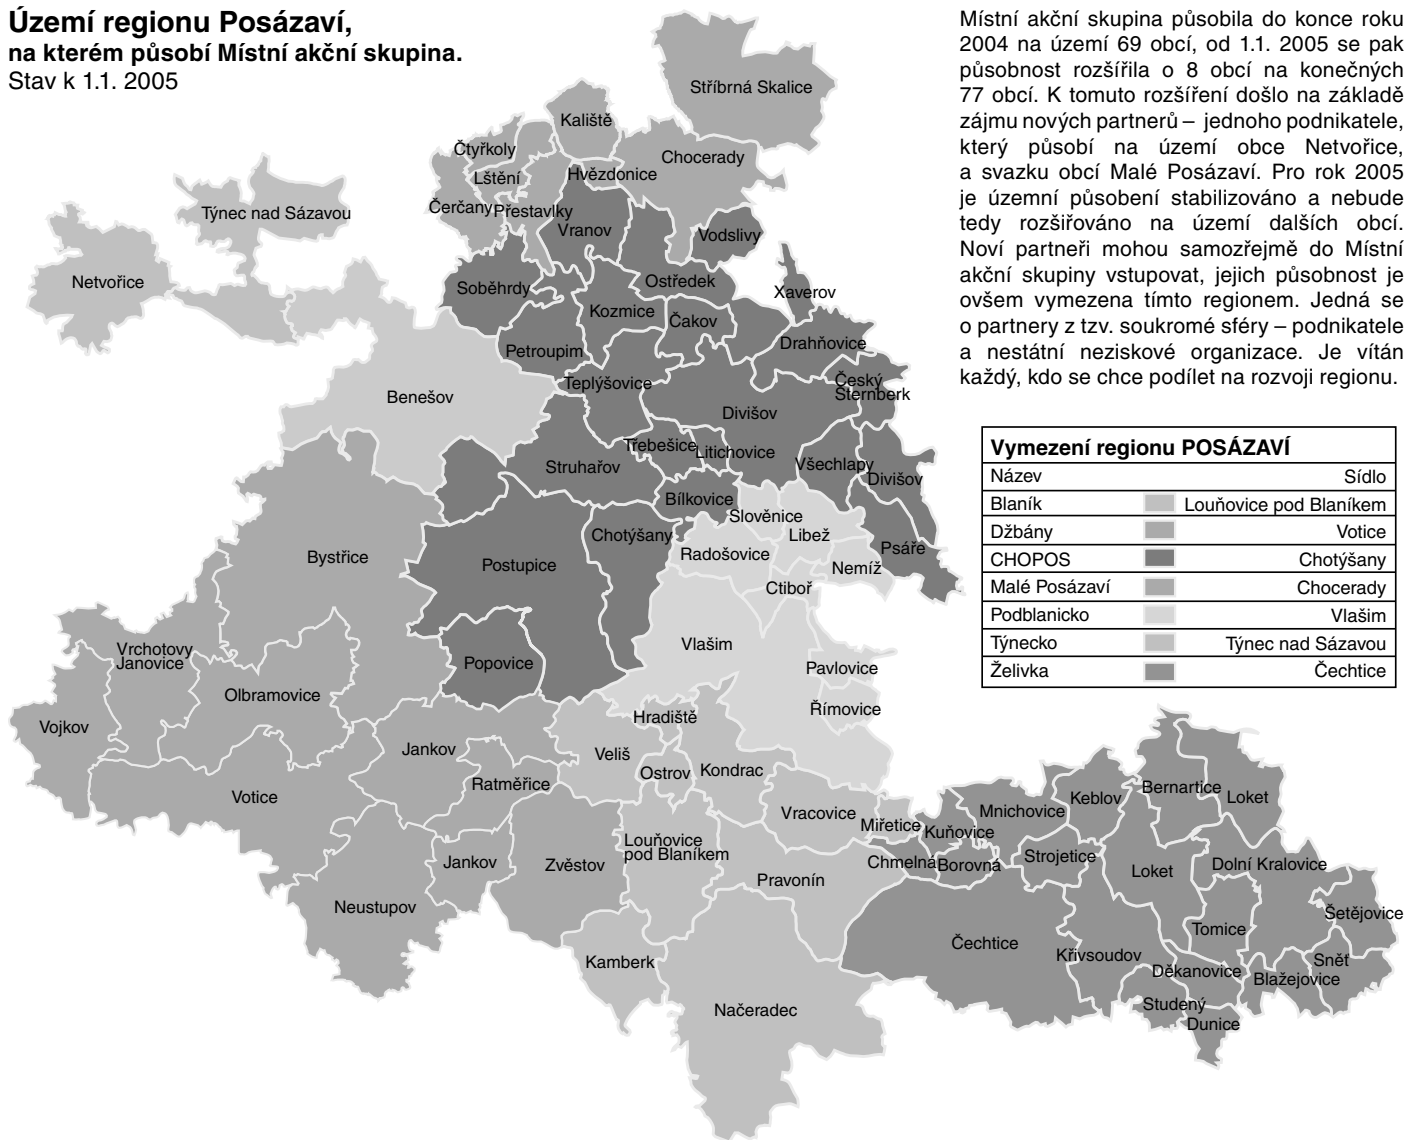 Území regionu Posázaví,
na kterém působí Místní akční skupina.
Stav k 1.1. 2005
Místní akční skupina působila do konce roku
2004 na území 69 obcí, od 1.1. 2005 se pak
působnost rozšířila o 8 obcí na konečných
77 obcí. K tomuto rozšíření došlo na základě
zájmu nových partnerů – jednoho podnikatele,
který působí na území obce Netvořice,
a svazku obcí Malé Posázaví. Pro rok 2005
je územní působení stabilizováno a nebude
tedy rozšiřováno na území dalších obcí.
Noví partneři mohou samozřejmě do Místní
akční skupiny vstupovat, jejich působnost je
ovšem vymezena tímto regionem. Jedná se
o partnery z tzv. soukromé sféry – podnikatele
a nestátní neziskové organizace. Je vítán
každý, kdo se chce podílet na rozvoji regionu.
Vymezení regionu POSÁZAVÍ
Název Sídlo
Blaník Louňovice pod Blaníkem
Džbány Votice
CHOPOS Chotýšany
Malé Posázaví Chocerady
Podblanicko Vlašim
Týnecko Týnec nad Sázavou
Želivka Čechtice
Stříbrná Skalice
Kaliště
Čtyřkoly
Chocerady
Lštění
Hvězdonice
Čerčany
Přestavlky
Týnec nad Sázavou
Vranov
Vodslivy
Netvořice
Soběhrdy
Ostředek
Xaverov
Kozmice
Čakov
Drahňovice
Petroupim
Teplýšovice
Český
Šternberk
Benešov
Divišov
Třebešice
Litichovice
Struhařov
Všechlapy
Divišov
Bílkovice
Slověnice
Chotýšany
Libež
Psáře
Radošovice
Bystřice
Postupice
Nemíž
Ctiboř
Vlašim
Vrchotovy
Janovice
Popovice
Pavlovice
Olbramovice
Římovice
Vojkov
Hradiště
Jankov
Veliš
Ostrov
Kondrac
Ratměřice
Votice
Vracovice
Miřetice
Kuňovice
Mnichovice
Keblov
Bernartice
Loket
Louňovice
pod Blaníkem
Jankov
Zvěstov
Chmelná
Borovná
Strojetice
Loket
Dolní Kralovice
Pravonín
Neustupov
Šetějovice
Tomice
Čechtice
Křivsoudov
Kamberk
Děkanovice
Sněť
Blažejovice
Studený
Načeradec
Dunice